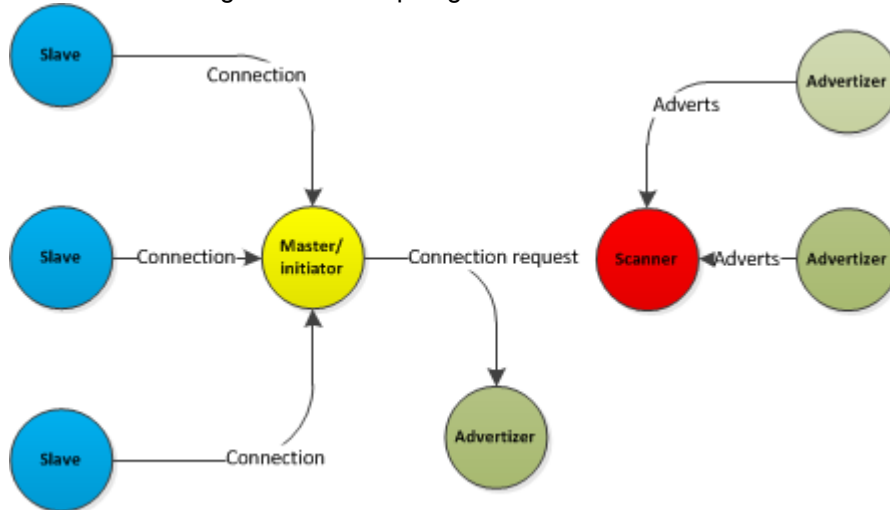 Slave
Connection
Advertizer
Adverts
Slave
Connection
Master/
initiator
Connection request
Scanner
Adverts
Advertizer
Advertizer
Slave
Connection